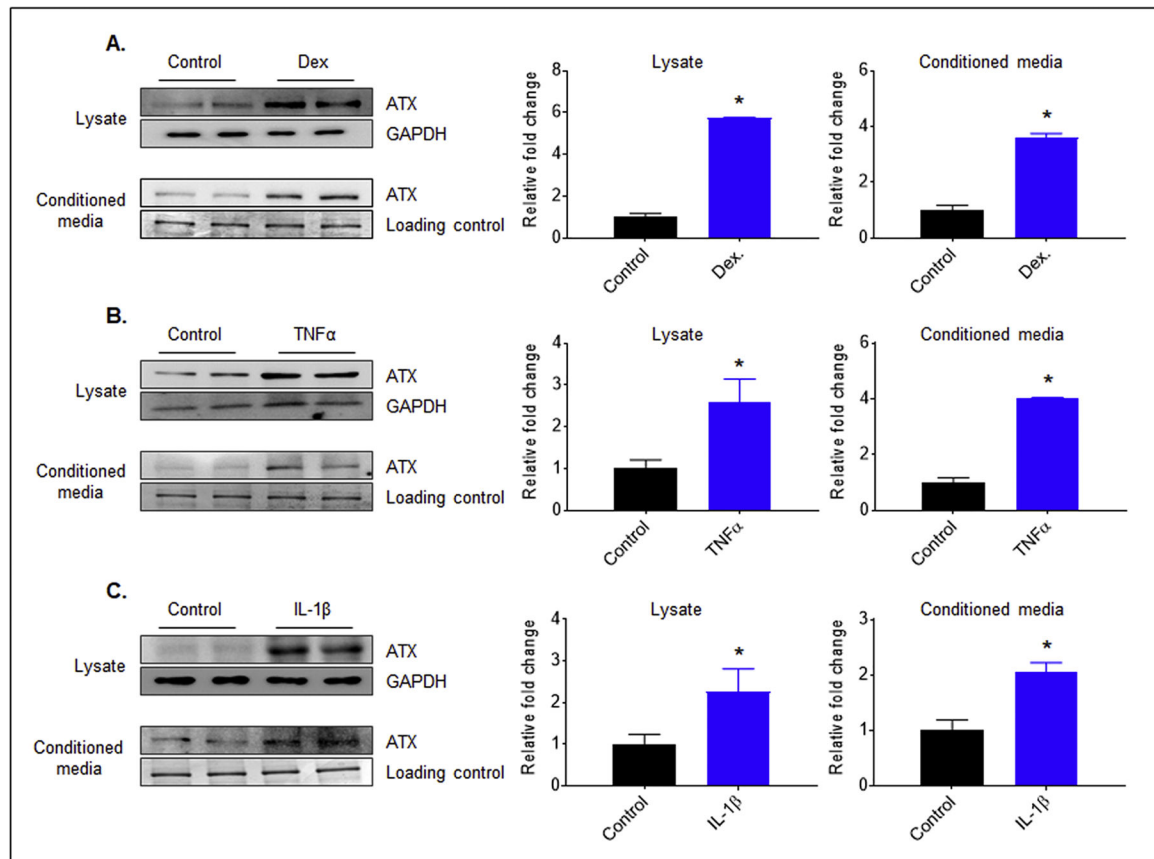 A.
Control Dex
Lysate
ATX
GAPDH
Conditioned media
ATX
Loading control
Lysate
Relative fold change
8
6
4
2
0
*
Control
Dex.
Conditioned media
Relative fold change
6
4
2
0
*
Control
Dex.
B.
Control TNFα
Lysate
ATX
GAPDH
Conditioned media
ATX
Loading control
Lysate
Relative fold change
4
3
2
1
0
*
Control
TNFα
Conditioned media
Relative fold change
6
4
2
0
*
Control
TNFα
C.
Control IL-1β
Lysate
ATX
GAPDH
Conditioned media
ATX
Loading control
Lysate
Relative fold change
4
3
2
1
0
*
Control
IL-1β
Conditioned media
Relative fold change
3
2
1
0
*
Control
IL-1β